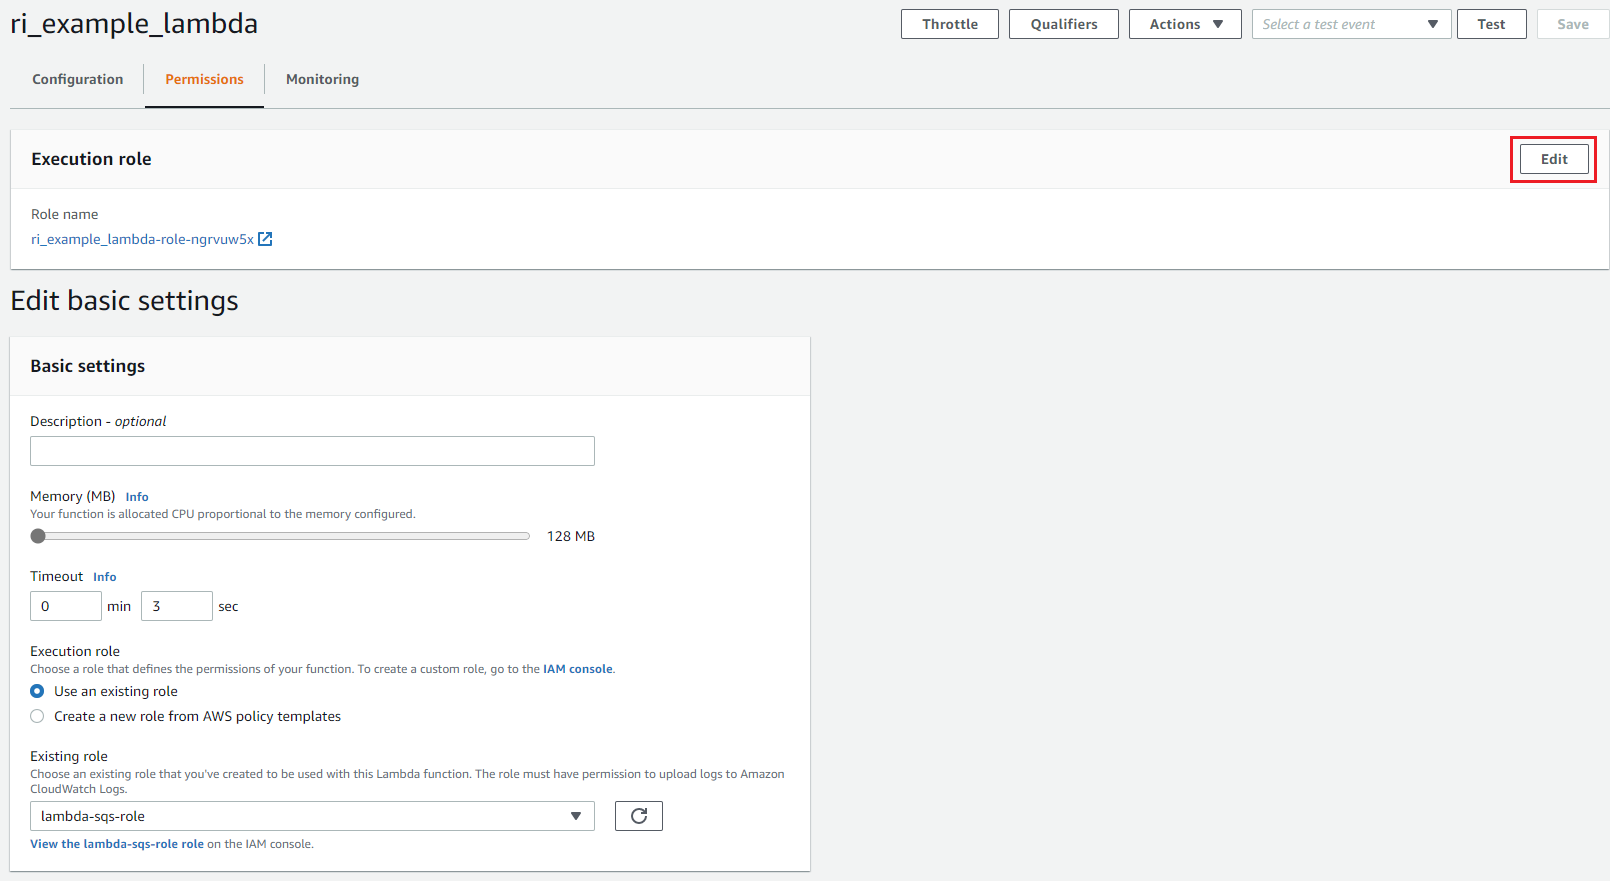 ri_example_lambda
Throttle
Qualifiers
Actions
Select a test event
Test
Save
Configuration
Permissions
Monitoring
Execution role
Edit
Role name
ri_example_lambda-role-ngrvuw5x
Edit basic settings
Basic settings
Description - optional
Memory (MB) Info
Your function is allocated CPU proportional to the memory configured.
128 MB
Timeout Info
0 min 3 sec
Execution role
Choose a role that defines the permissions of your function. To create a custom role, go to the IAM console.
Use an existing role
Create a new role from AWS policy templates
Existing role
Choose an existing role that you've created to be used with this Lambda function. The role must have permission to upload logs to Amazon
CloudWatch Logs.
lambda-sqs-role
View the lambda-sqs-role role on the IAM console.